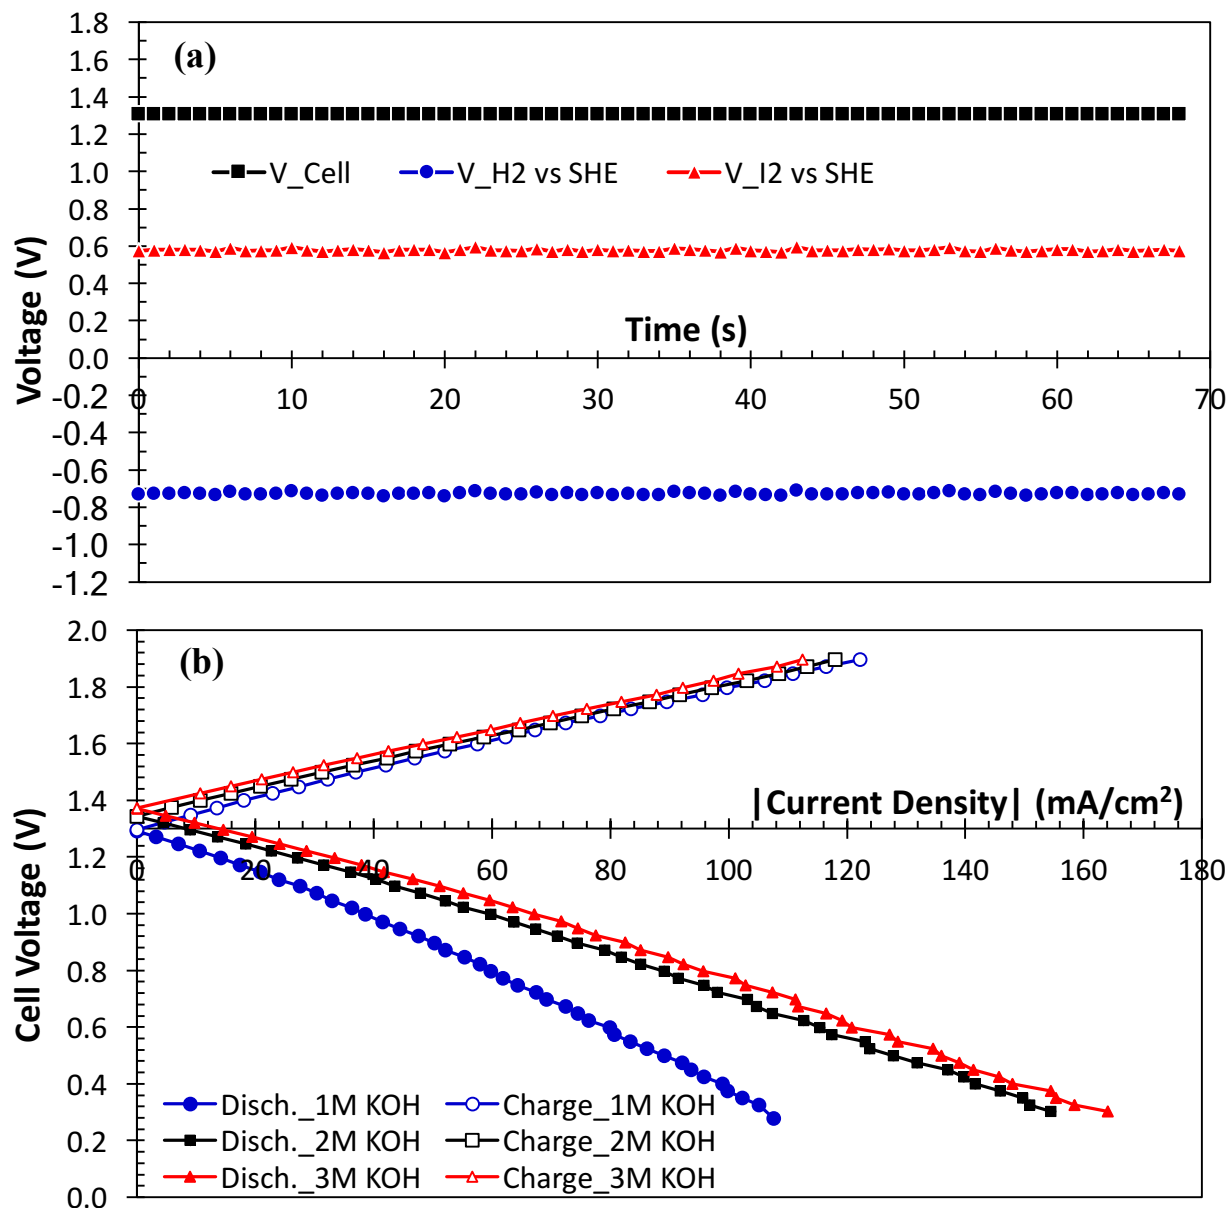 (a)
1.8
1.6
1.4
1.2
1.0
0.8
0.6
0.4
0.2
0.0
-0.2
-0.4
-0.6
-0.8
-1.0
-1.2
Voltage (V)
V_Cell V_H2 vs SHE V_I2 vs SHE
Time (s)
0 10 20 30 40 50 60 70
(b)
2.0
1.8
1.6
1.4
1.2
1.0
0.8
0.6
0.4
0.2
0.0
Cell Voltage (V)
|Current Density| (mA/cm²)
0 20 40 60 80 100 120 140 160 180
Disch._1M KOH Charge_1M KOH
Disch._2M KOH Charge_2M KOH
Disch._3M KOH Charge_3M KOH